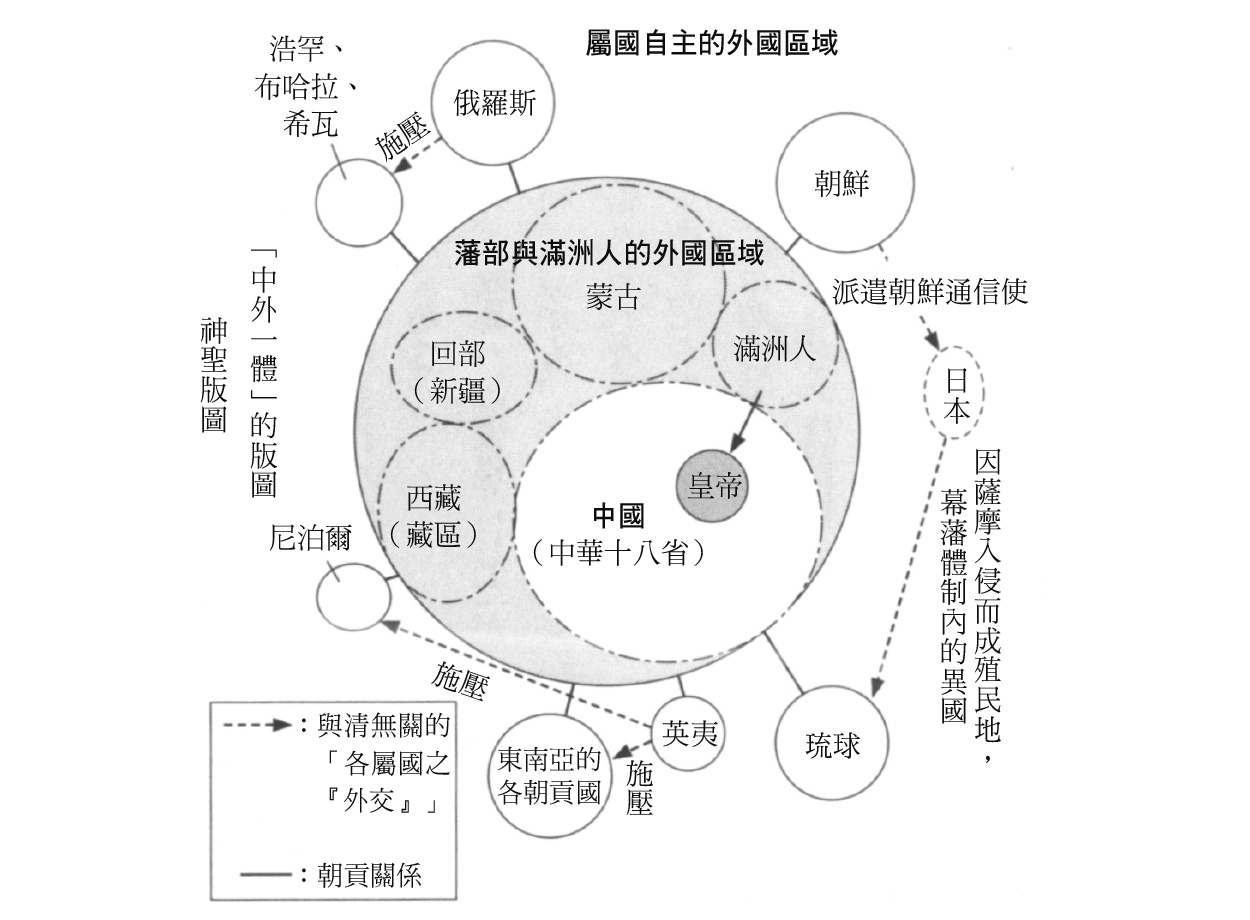 屬國自主的外國區域
浩罕、
布哈拉、
希瓦
俄羅斯
施壓
朝鮮
藩部與滿洲人的外國區域
蒙古
派遣朝鮮通信使
滿洲人
回部
（新疆）
「中外一體」的版圖
神聖版圖
日本
因薩摩入侵而成殖民地，
幕藩體制內的異國
皇帝
西藏
（藏區）
中國
（中華十八省）
尼泊爾
施壓
英夷
施壓
東南亞的
各朝貢國
琉球
：與清無關的
「各屬國之
『外交』」
：朝貢關係